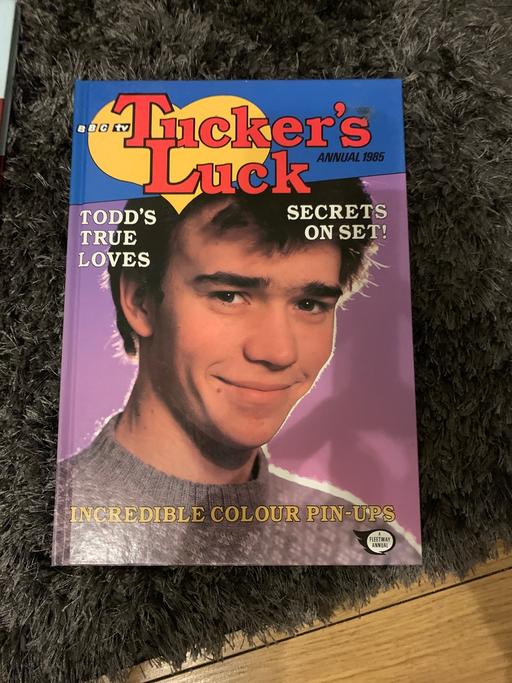 BBC tv
Tucker's
Luck
ANNUAL 1985
TODD'S
TRUE
LOVES
SECRETS
ON SET!
INCREDIBLE COLOUR PIN-UPS
A
FLEETWAY
ANNUAL